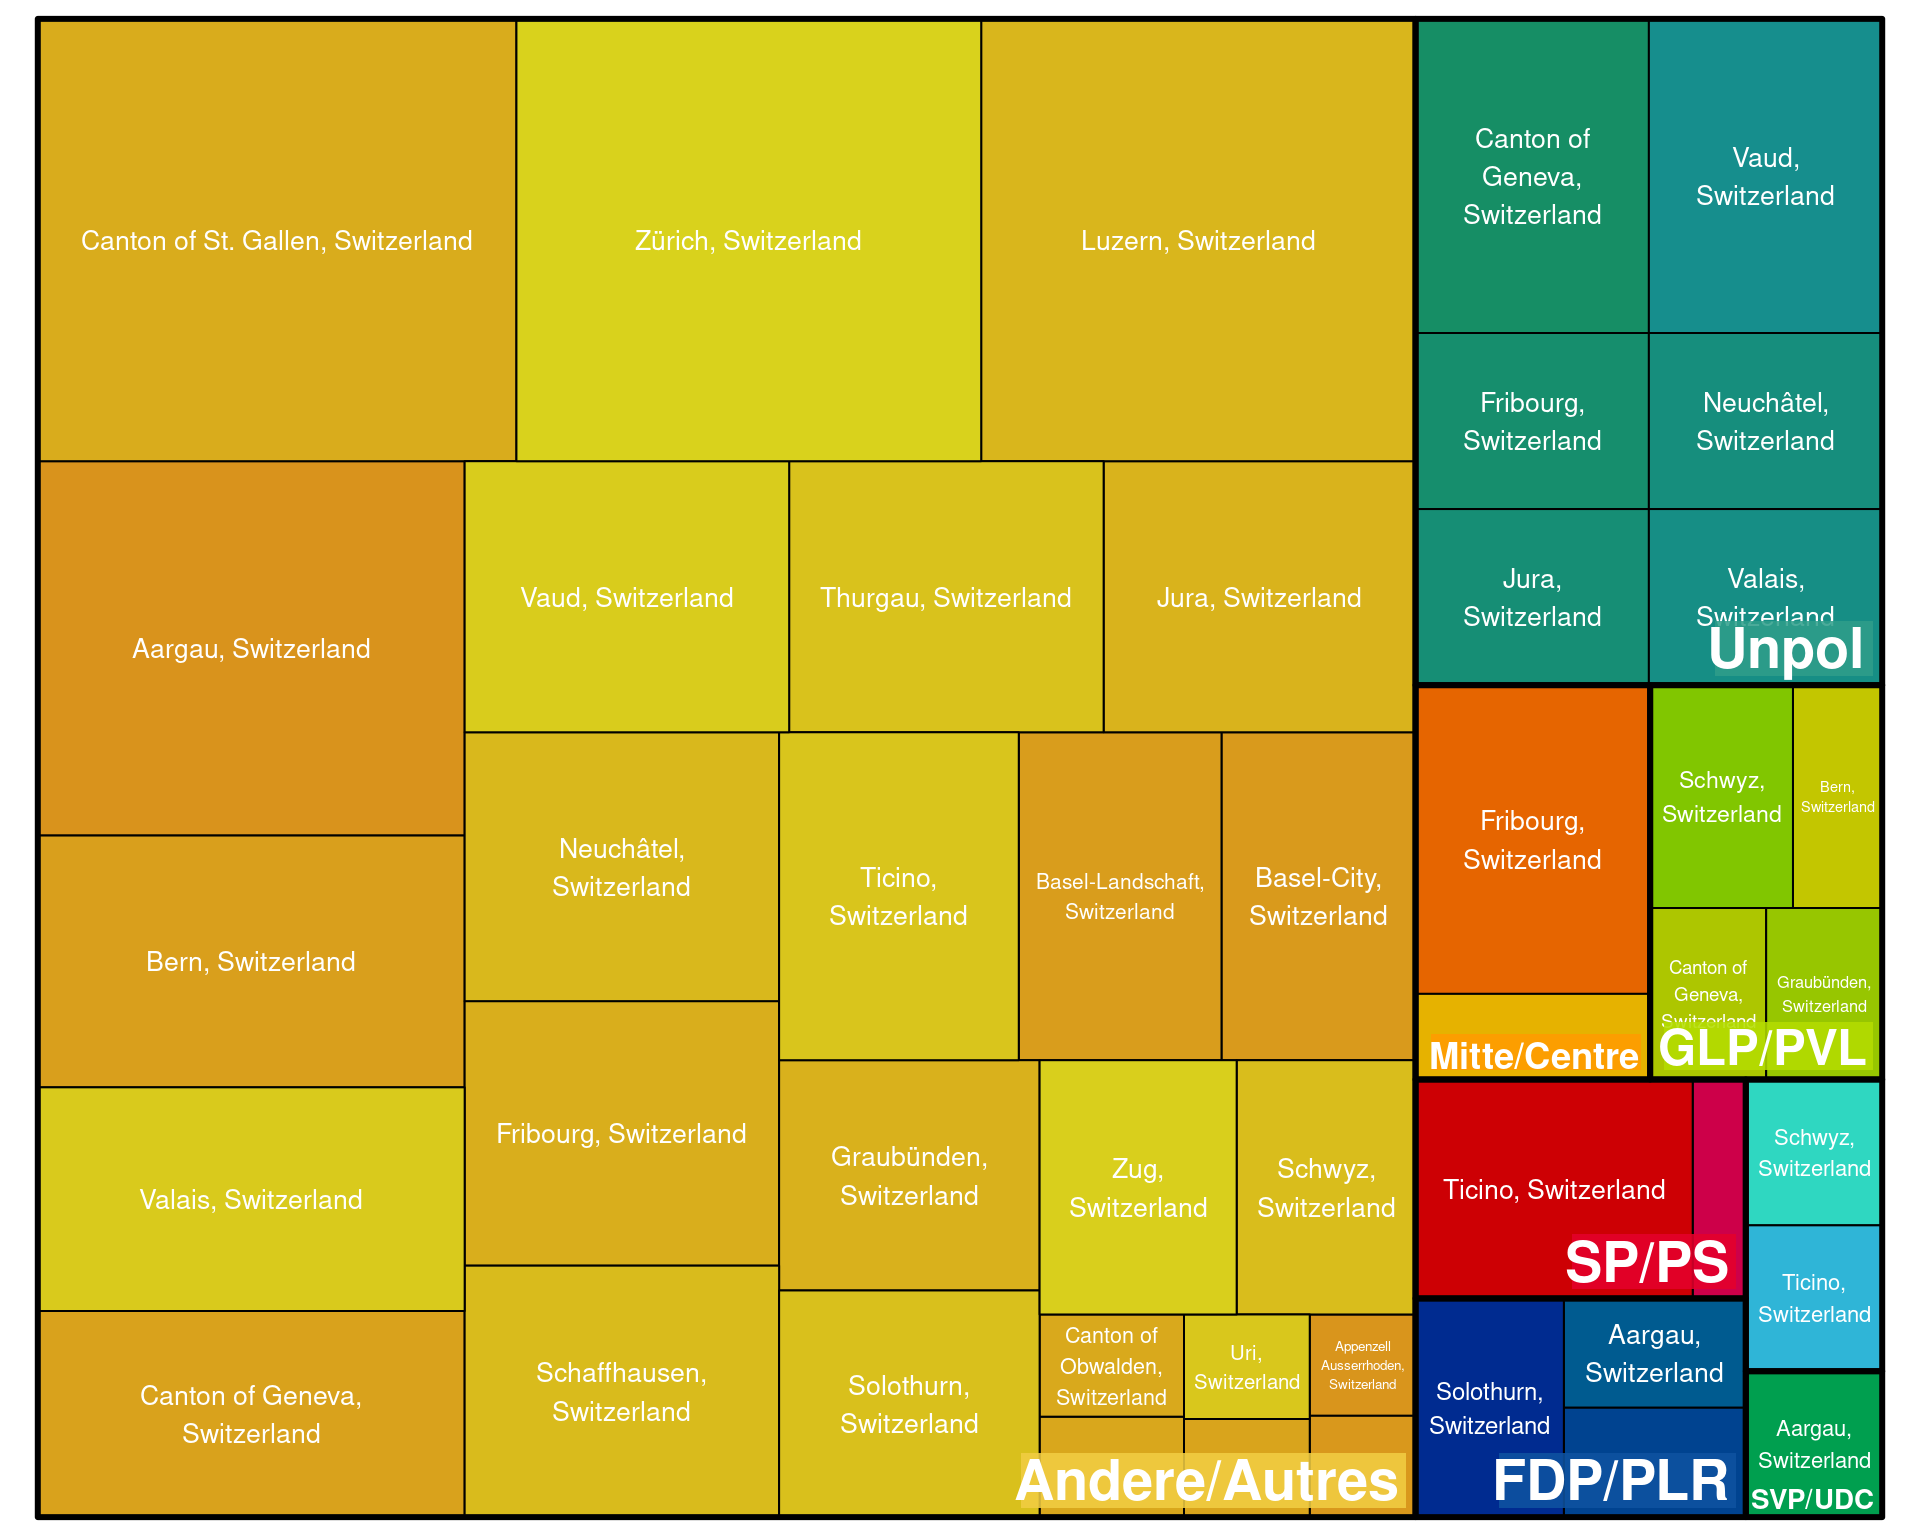 Canton of St. Gallen, Switzerland
Zürich, Switzerland
Luzern, Switzerland
Aargau, Switzerland
Vaud, Switzerland
Thurgau, Switzerland
Jura, Switzerland
Bern, Switzerland
Neuchâtel,
Switzerland
Ticino,
Switzerland
Basel-Landschaft,
Switzerland
Basel-City,
Switzerland
Valais, Switzerland
Fribourg, Switzerland
Graubünden,
Switzerland
Zug,
Switzerland
Schwyz,
Switzerland
Canton of Geneva,
Switzerland
Schaffhausen,
Switzerland
Solothurn,
Switzerland
Canton of
Obwalden,
Switzerland
Uri,
Switzerland
Appenzell
Ausserrhoden,
Switzerland
Andere/Autres
Canton of
Geneva,
Switzerland
Vaud,
Switzerland
Fribourg,
Switzerland
Neuchâtel,
Switzerland
Jura,
Switzerland
Valais,
Switzerland
Unpol
Fribourg,
Switzerland
Mitte/Centre
Schwyz,
Switzerland
Bern,
Switzerland
Canton of
Geneva,
Switzerland
Graubünden,
Switzerland
GLP/PVL
Ticino, Switzerland
SP/PS
Schwyz,
Switzerland
Ticino,
Switzerland
Solothurn,
Switzerland
Aargau,
Switzerland
FDP/PLR
Aargau,
Switzerland
SVP/UDC